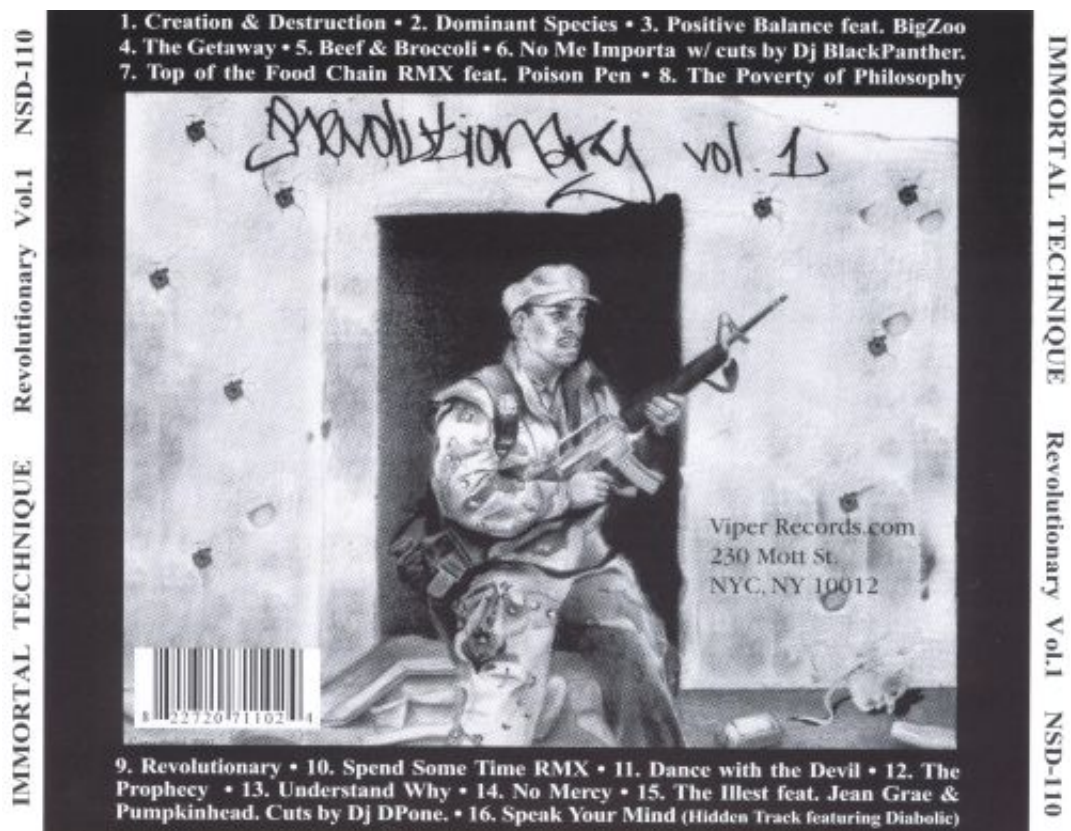 1. Creation & Destruction • 2. Dominant Species • 3. Positive Balance feat. BigZoo
4. The Getaway • 5. Beef & Broccoli • 6. No Me Importa w/ cuts by Dj BlackPanther.
7. Top of the Food Chain RMX feat. Poison Pen • 8. The Poverty of Philosophy
Revolutionary vol. 1
Viper Records.com
230 Mott St.
NYC, NY 10012
8 22720 71102 4
9. Revolutionary • 10. Spend Some Time RMX • 11. Dance with the Devil • 12. The
Prophecy • 13. Understand Why • 14. No Mercy • 15. The Illest feat. Jean Grae &
Pumpkinhead. Cuts by Dj DPone. • 16. Speak Your Mind (Hidden Track featuring Diabolic)
IMMORTAL TECHNIQUE Revolutionary Vol.1 NSD-110
IMMORTAL TECHNIQUE Revolutionary Vol.1 NSD-110